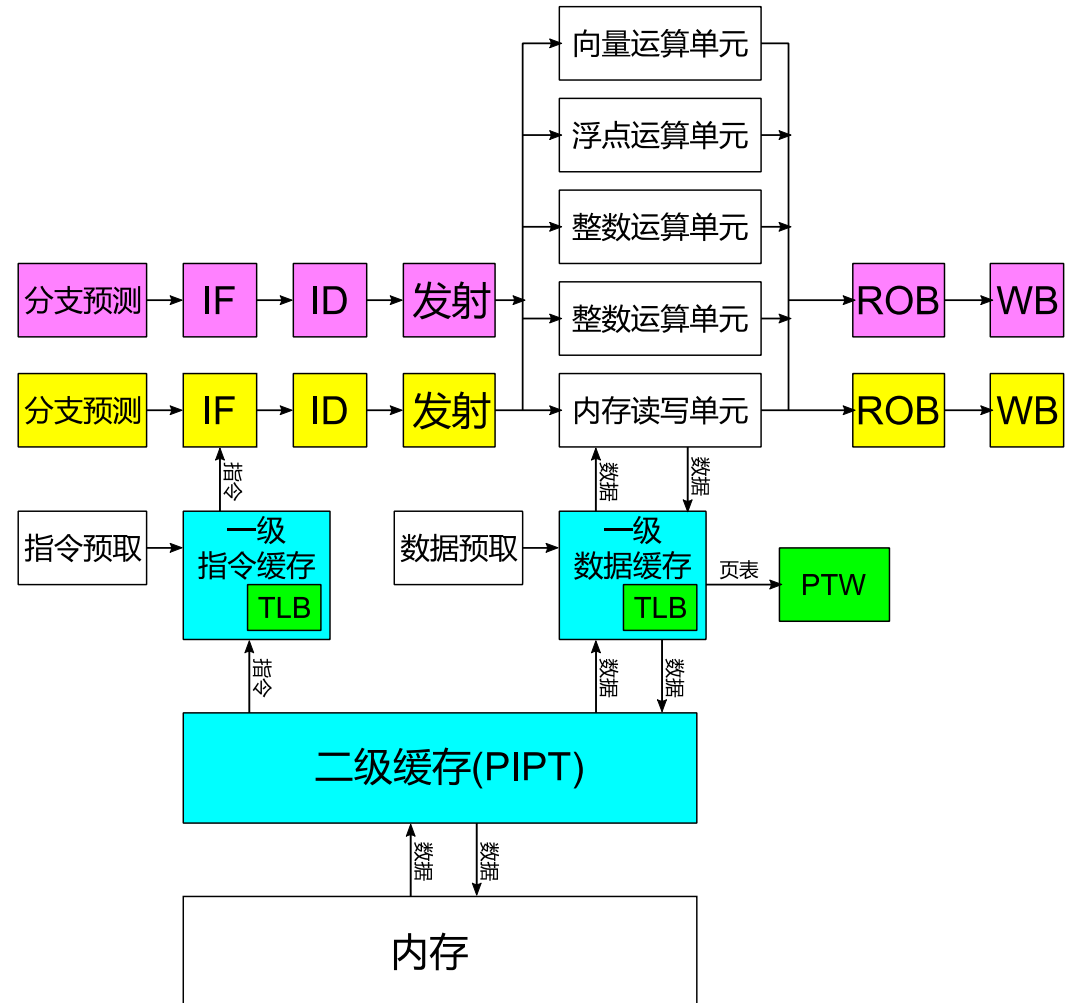 向量运算单元
浮点运算单元
整数运算单元
分支预测
IF
ID
发射
整数运算单元
ROB
WB
分支预测
IF
ID
发射
内存读写单元
ROB
WB
指令
数据
数据
指令预取
一级
指令缓存
TLB
数据预取
一级
数据缓存
TLB
页表
PTW
指令
数据
数据
二级缓存(PIPT)
数据
数据
内存